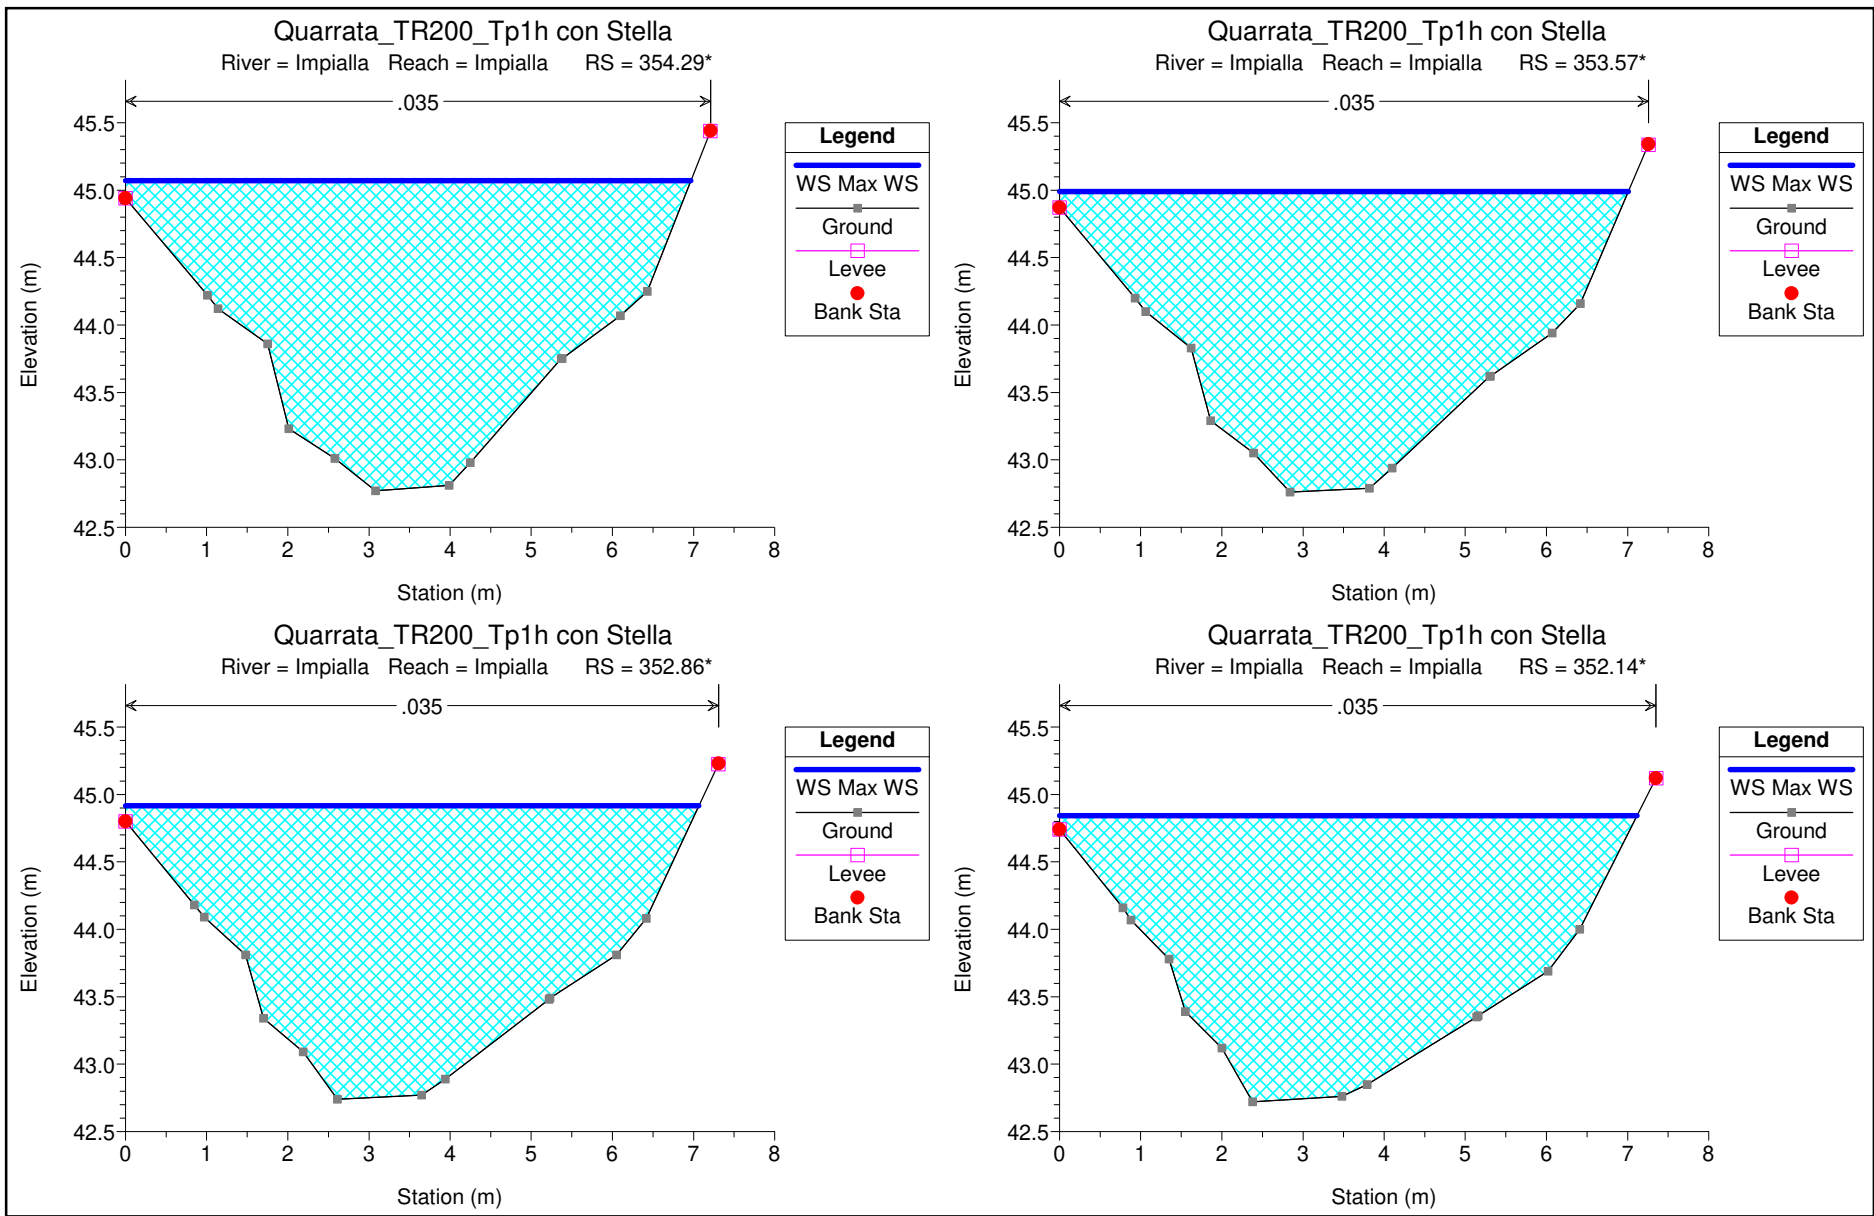 Quarrata_TR200_Tp1h con Stella
River = Impialla   Reach = Impialla      RS = 354.29*
.035
45.5
45.0
44.5
44.0
43.5
43.0
42.5
0 1 2 3 4 5 6 7 8
Station (m)
Elevation (m)
Legend
WS Max WS
Ground
Levee
Bank Sta
Quarrata_TR200_Tp1h con Stella
River = Impialla   Reach = Impialla      RS = 353.57*
.035
45.5
45.0
44.5
44.0
43.5
43.0
42.5
0 1 2 3 4 5 6 7 8
Station (m)
Elevation (m)
Legend
WS Max WS
Ground
Levee
Bank Sta
Quarrata_TR200_Tp1h con Stella
River = Impialla   Reach = Impialla      RS = 352.86*
.035
45.5
45.0
44.5
44.0
43.5
43.0
42.5
0 1 2 3 4 5 6 7 8
Station (m)
Elevation (m)
Legend
WS Max WS
Ground
Levee
Bank Sta
Quarrata_TR200_Tp1h con Stella
River = Impialla   Reach = Impialla      RS = 352.14*
.035
45.5
45.0
44.5
44.0
43.5
43.0
42.5
0 1 2 3 4 5 6 7 8
Station (m)
Elevation (m)
Legend
WS Max WS
Ground
Levee
Bank Sta